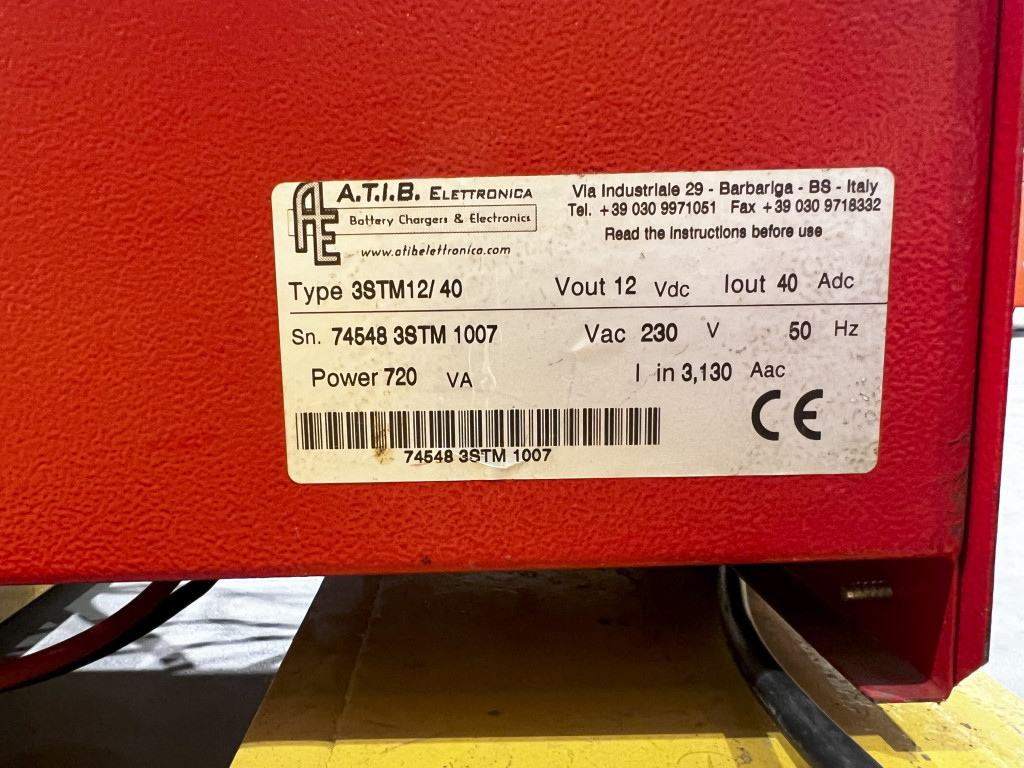 AE
A.T.I.B. ELETTRONICA
Battery Chargers & Electronics
www.atibelettronica.com
Via Industriale 29 - Barbariga - BS - Italy
Tel. +39 030 9971051 Fax +39 030 9718332
Read the instructions before use
Type 3STM12/ 40 Vout 12 Vdc Iout 40 Adc
Sn. 74548 3STM 1007 Vac 230 V 50 Hz
Power 720 VA I in 3,130 Aac
CE
74548 3STM 1007